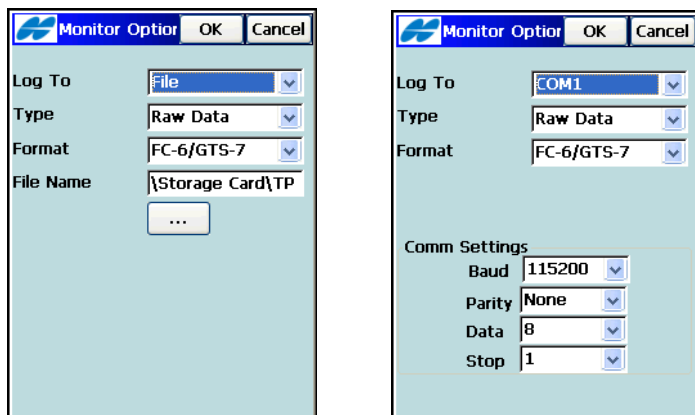 Monitor Option OK Cancel
Log To File
Type Raw Data
Format FC-6/GTS-7
File Name \Storage Card\TP
...
Monitor Option OK Cancel
Log To COM1
Type Raw Data
Format FC-6/GTS-7
Comm Settings
Baud 115200
Parity None
Data 8
Stop 1